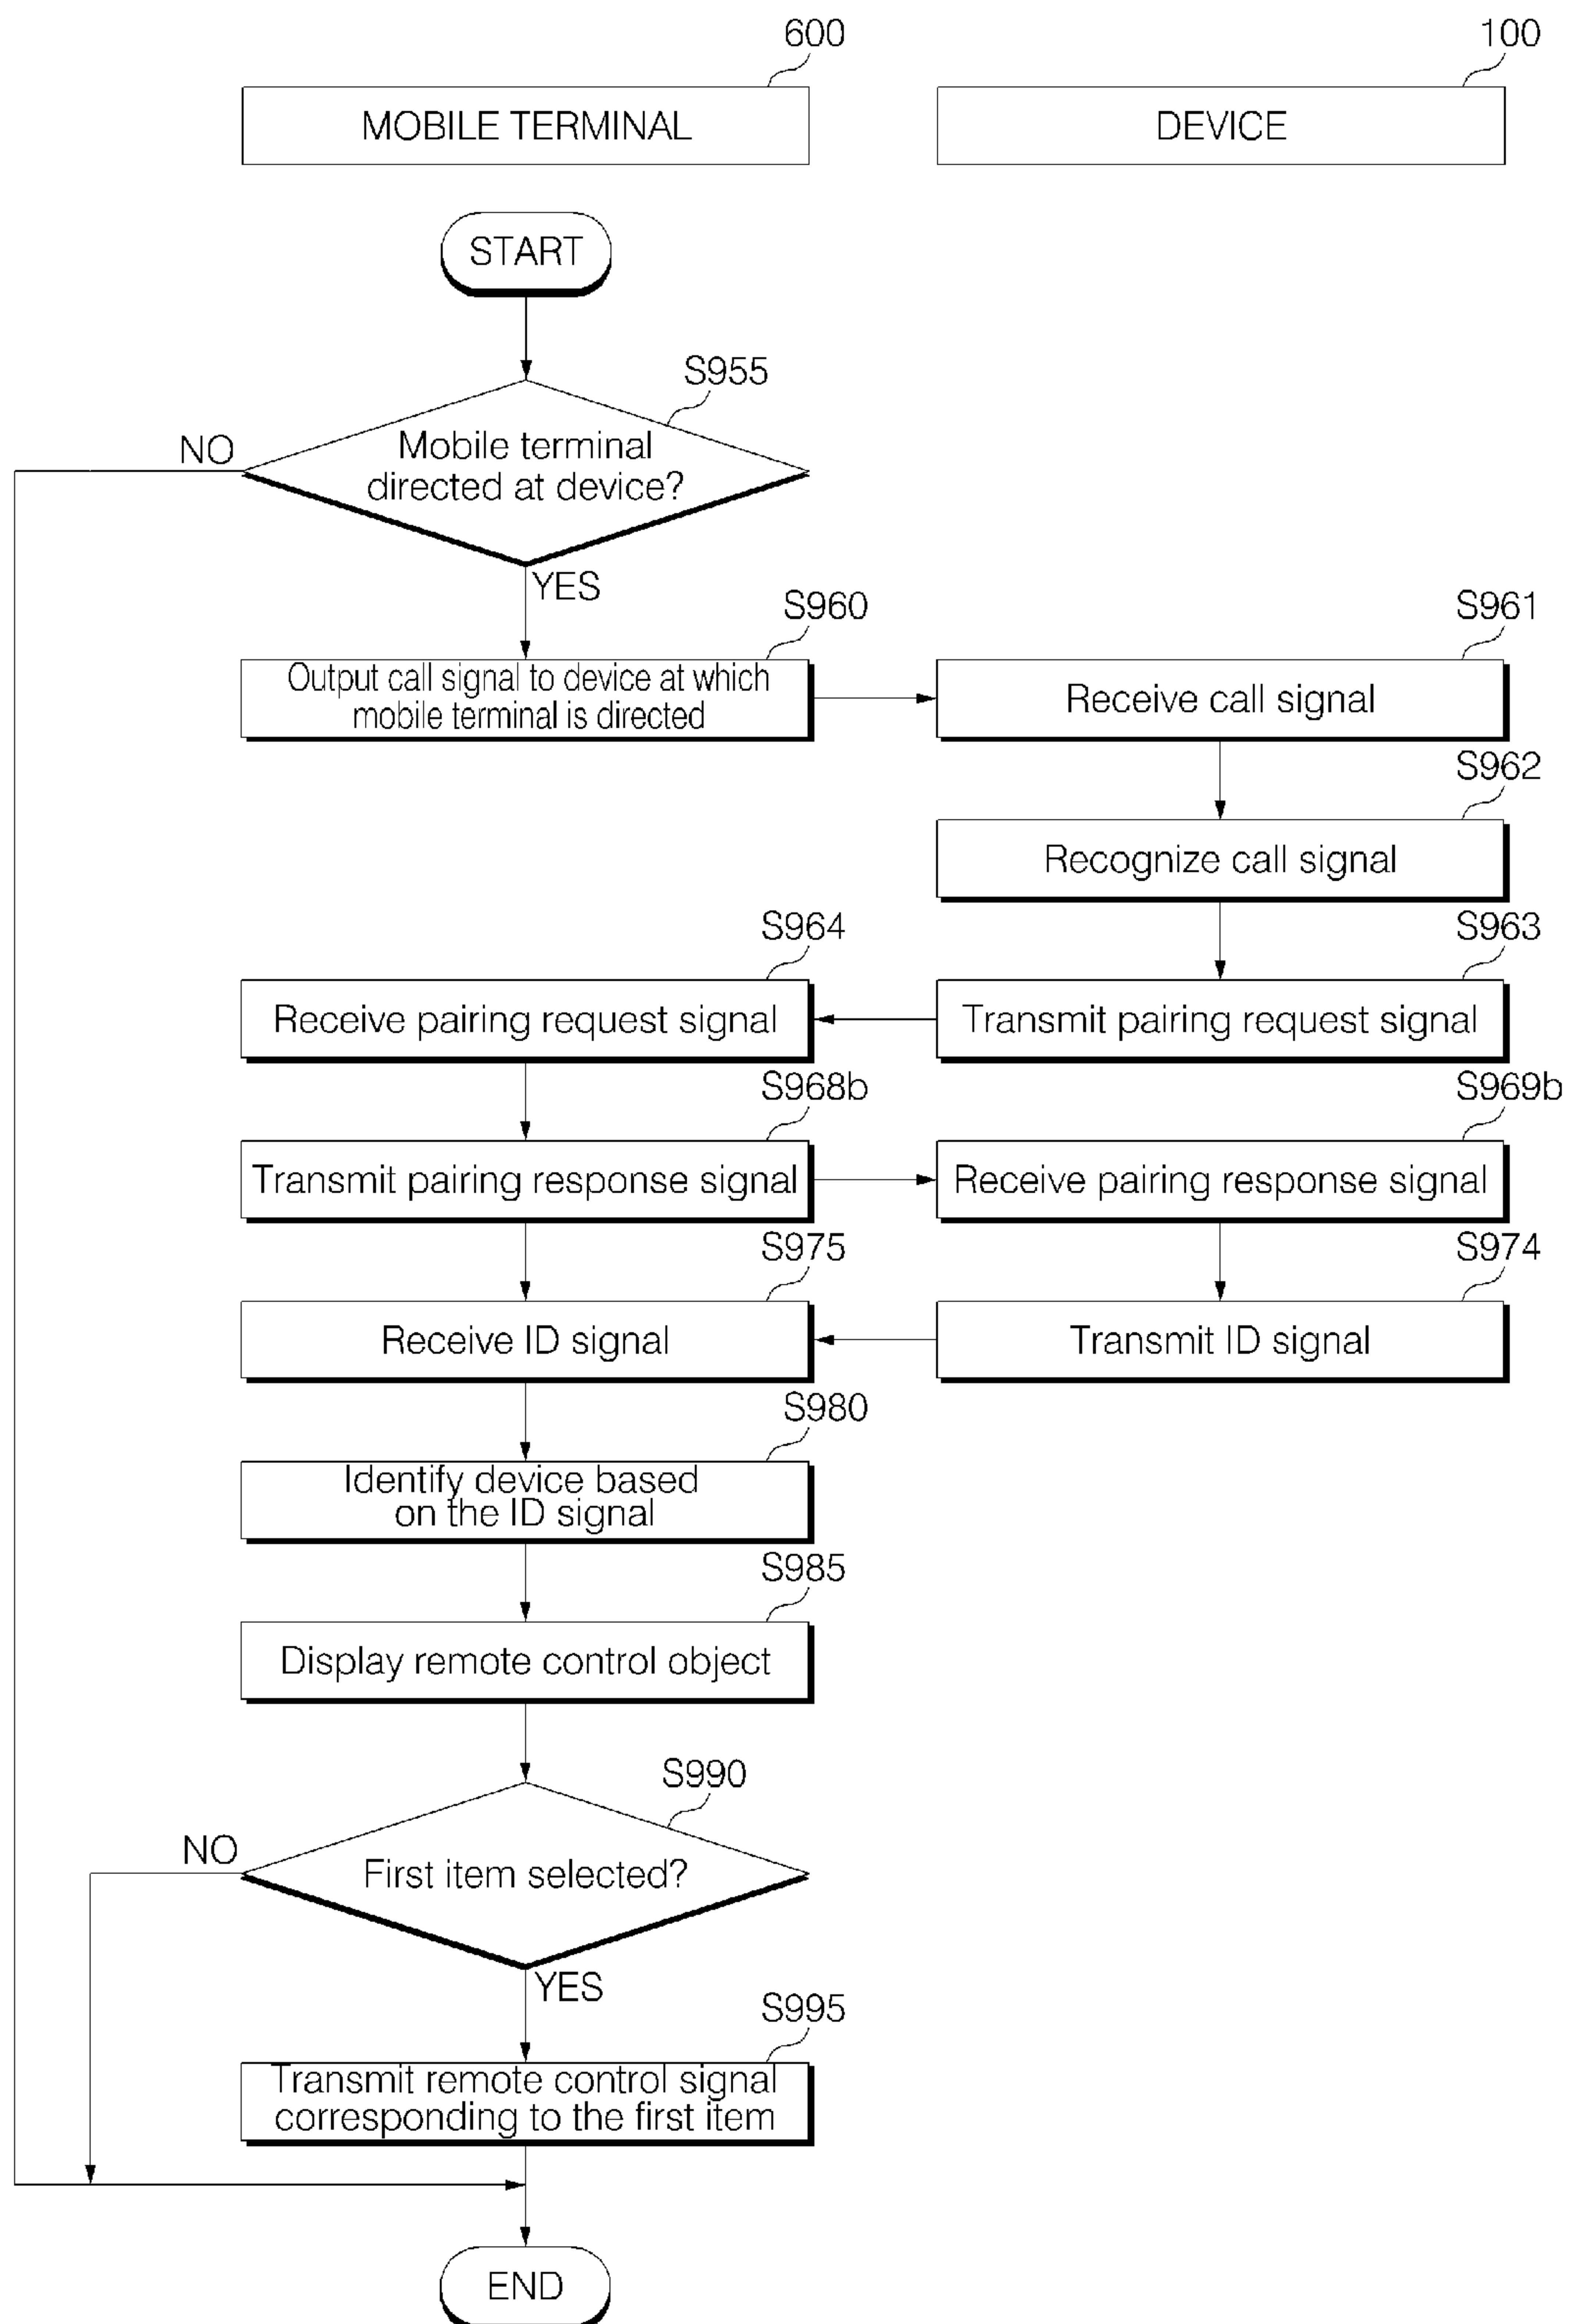 600
100
MOBILE TERMINAL
DEVICE
START
S955
NO
Mobile terminal
directed at device?
YES
S960
S961
Output call signal to device at which
mobile terminal is directed
Receive call signal
S962
Recognize call signal
S964
S963
Receive pairing request signal
Transmit pairing request signal
S968b
S969b
Transmit pairing response signal
Receive pairing response signal
S975
S974
Receive ID signal
Transmit ID signal
S980
Identify device based
on the ID signal
S985
Display remote control object
S990
NO
First item selected?
YES
S995
Transmit remote control signal
corresponding to the first item
END